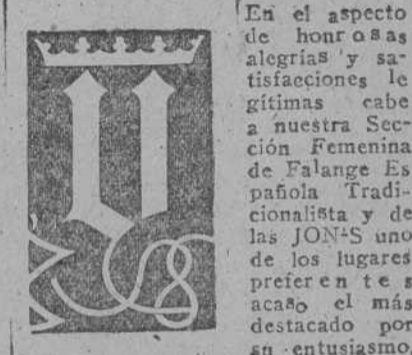 Y
En el aspecto
de honrosas
alegrías y sa-
tisfacciones le
gítimas cabe
a nuestra Sec-
ción Femenina
de Falange Es
pañola Tradi-
cionalista y de
las JON-S uno
de los lugares
preferentes
acaso el más
destacado por
su entusiasmo,